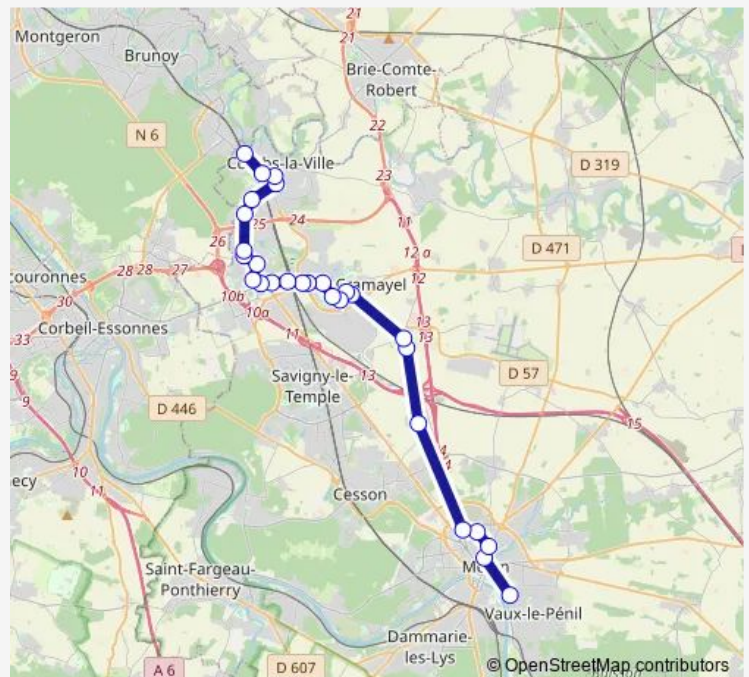 21
21
Montgeron
Brunoy
Brie-Comte-
Robert
N 6
22
D 319
23
25
24
11
26
D 471
12 a
12
28
28
27
30
10b
10a
Corbeil-Essonnes
33
11
13
13
Savigny-le-
Temple
13
D 57
9
D 446
15
9
Cesson
10
11
Saint-Fargeau-
Ponthierry
Vaux-le-Pénil
Dammarie-
les-Lys
A 6
D 607
© OpenStreetMap contributors